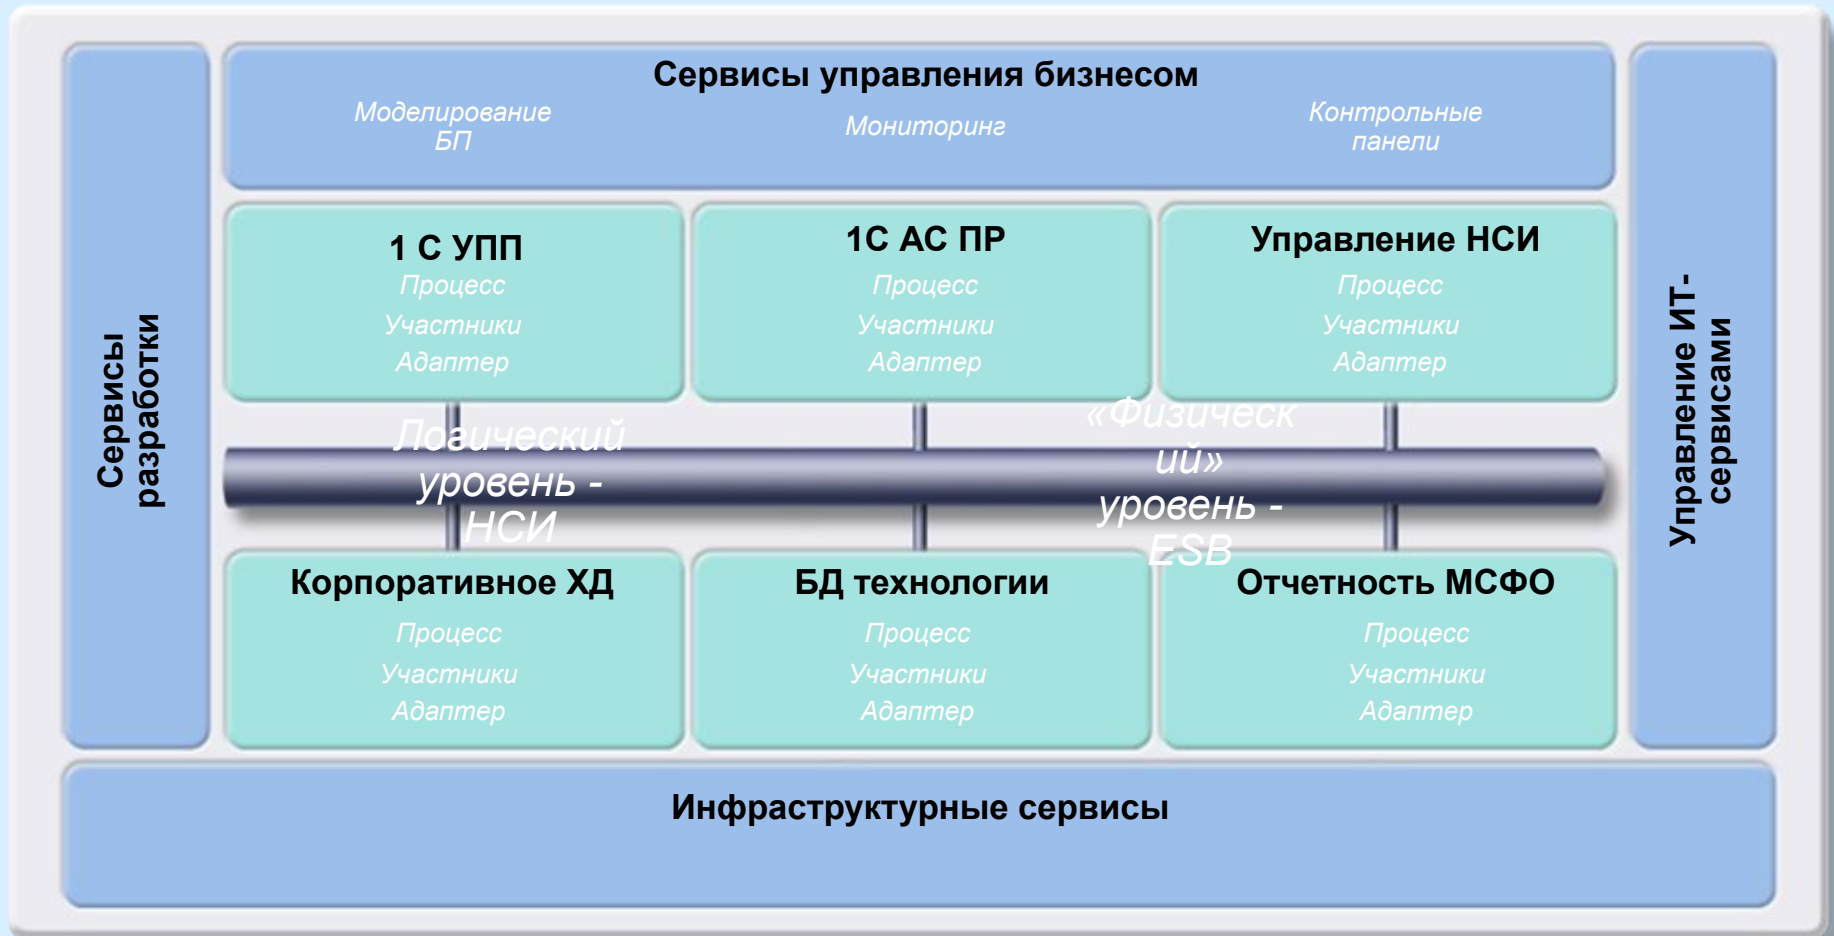 Сервисы управления бизнесом
Моделирование
БП
Мониторинг
Контрольные
панели
Сервисы
разработки
1 С УПП
Процесс
Участники
Адаптер
1С АС ПР
Процесс
Участники
Адаптер
Управление НСИ
Процесс
Участники
Адаптер
Управление ИТ-
сервисами
Логический
уровень -
НСИ
«Физическ
ий»
уровень -
ESB
Корпоративное ХД
Процесс
Участники
Адаптер
БД технологии
Процесс
Участники
Адаптер
Отчетность МСФО
Процесс
Участники
Адаптер
Инфраструктурные сервисы